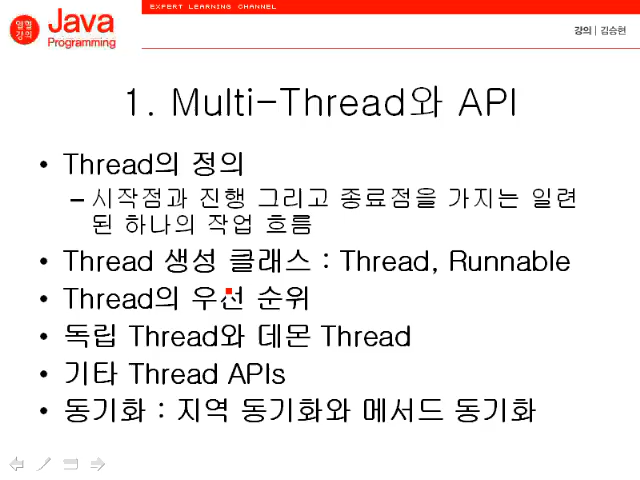 EXPERT LEARNING CHANNEL
열혈강의
Java
Programming
강의 | 김승현
1. Multi-Thread와 API
• Thread의 정의
– 시작점과 진행 그리고 종료점을 가지는 일련
된 하나의 작업 흐름
• Thread 생성 클래스 : Thread, Runnable
• Thread의 우선 순위
• 독립 Thread와 데몬 Thread
• 기타 Thread APIs
• 동기화 : 지역 동기화와 메서드 동기화